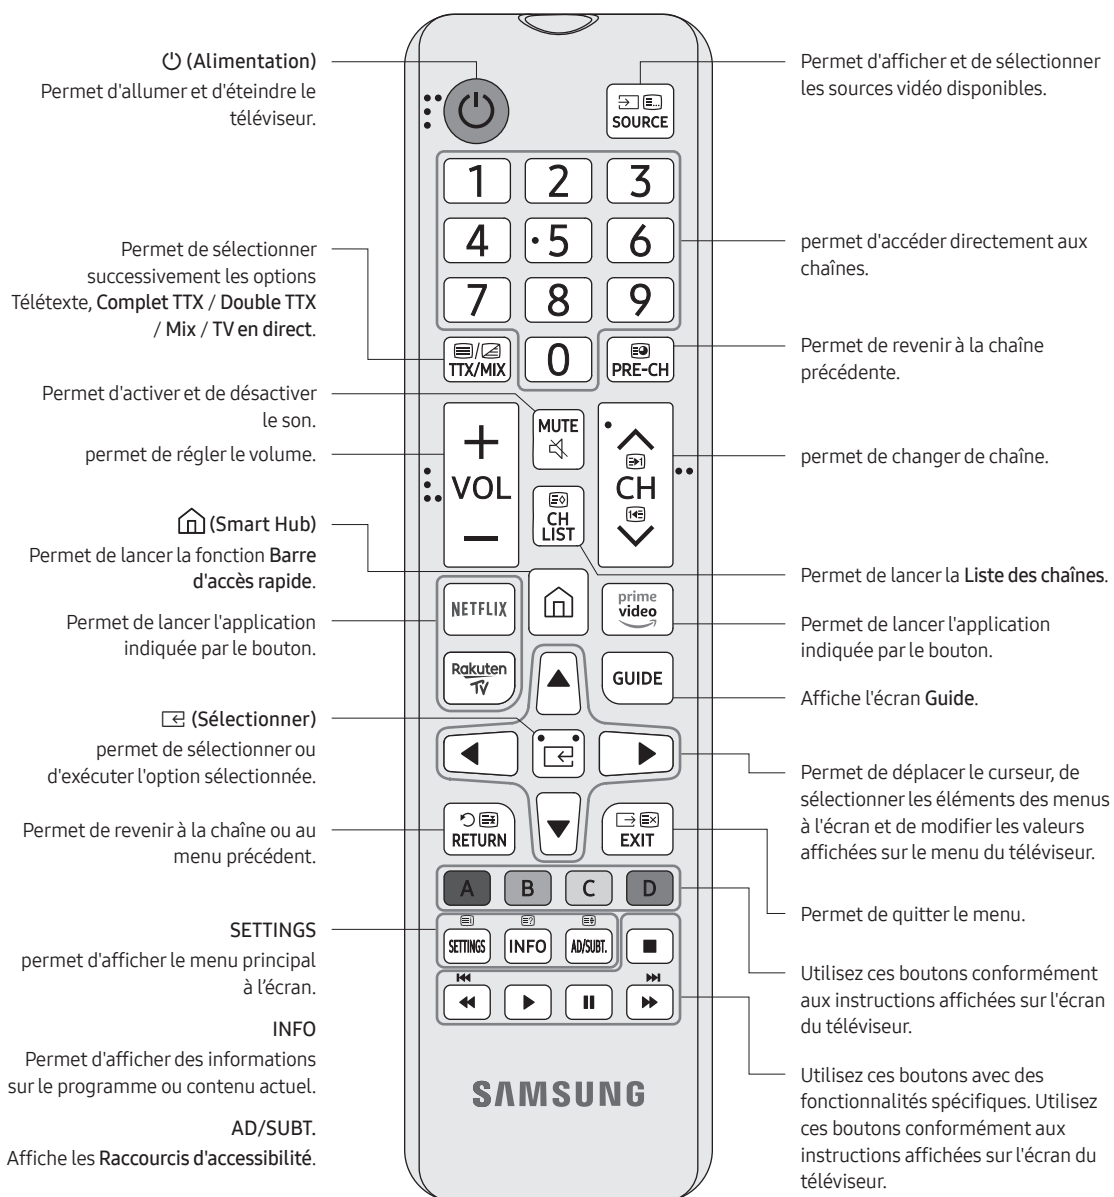 (Alimentation)
Permet d'allumer et d'éteindre le
téléviseur.
Permet de sélectionner
successivement les options
Télétexte, Complet TTX / Double TTX
/ Mix / TV en direct.
Permet d'activer et de désactiver
le son.
permet de régler le volume.
(Smart Hub)
Permet de lancer la fonction Barre
d'accès rapide.
Permet de lancer l'application
indiquée par le bouton.
(Sélectionner)
permet de sélectionner ou
d'exécuter l'option sélectionnée.
Permet de revenir à la chaîne ou au
menu précédent.
SETTINGS
permet d'afficher le menu principal
à l’écran.
INFO
Permet d'afficher des informations
sur le programme ou contenu actuel.
AD/SUBT.
Affiche les Raccourcis d'accessibilité.
SOURCE
1 2 3
4 5 6
7 8 9
TTX/MIX 0 PRE-CH
MUTE
VOL
CH
CH
LIST
NETFLIX
prime
video
Rakuten
TV
GUIDE
RETURN
EXIT
A B C D
SETTINGS INFO AD/SUBT.
SAMSUNG
Permet d'afficher et de sélectionner
les sources vidéo disponibles.
permet d'accéder directement aux
chaînes.
Permet de revenir à la chaîne
précédente.
permet de changer de chaîne.
Permet de lancer la Liste des chaînes.
Permet de lancer l'application
indiquée par le bouton.
Affiche l'écran Guide.
Permet de déplacer le curseur, de
sélectionner les éléments des menus
à l'écran et de modifier les valeurs
affichées sur le menu du téléviseur.
Permet de quitter le menu.
Utilisez ces boutons conformément
aux instructions affichées sur l'écran
du téléviseur.
Utilisez ces boutons avec des
fonctionnalités spécifiques. Utilisez
ces boutons conformément aux
instructions affichées sur l'écran du
téléviseur.